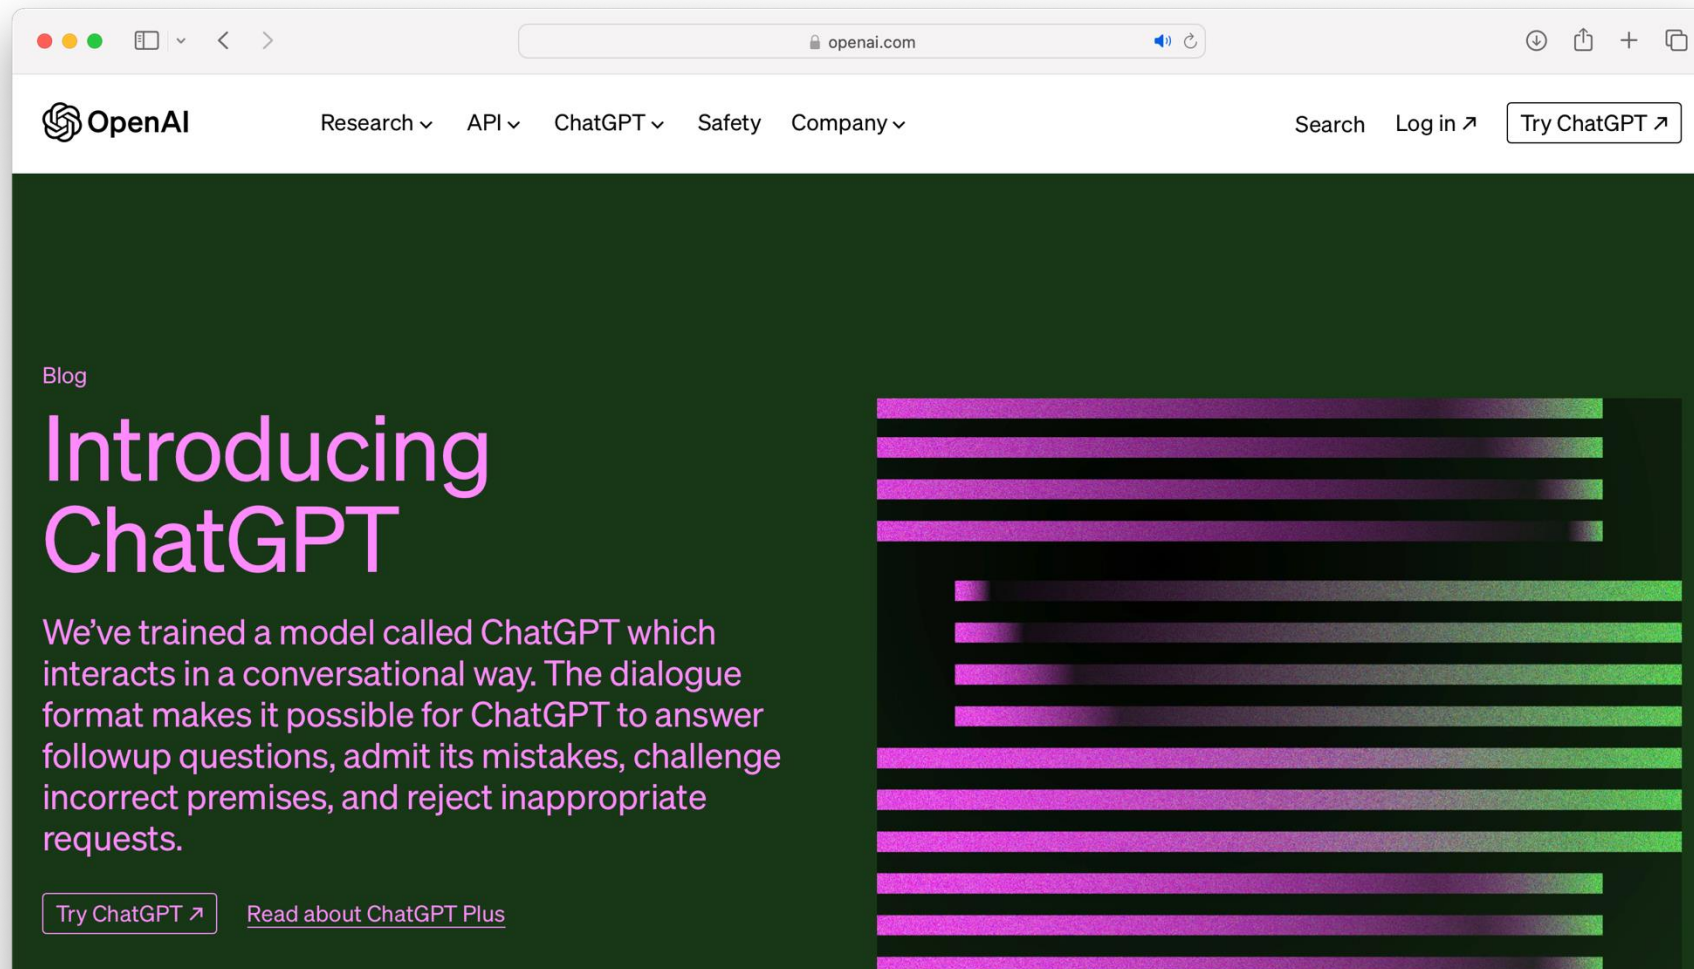 openai.com
OpenAI
Research API ChatGPT Safety Company Search Log in ↗ Try ChatGPT ↗
Blog
Introducing
ChatGPT
We’ve trained a model called ChatGPT which
interacts in a conversational way. The dialogue
format makes it possible for ChatGPT to answer
followup questions, admit its mistakes, challenge
incorrect premises, and reject inappropriate
requests.
Try ChatGPT ↗ Read about ChatGPT Plus